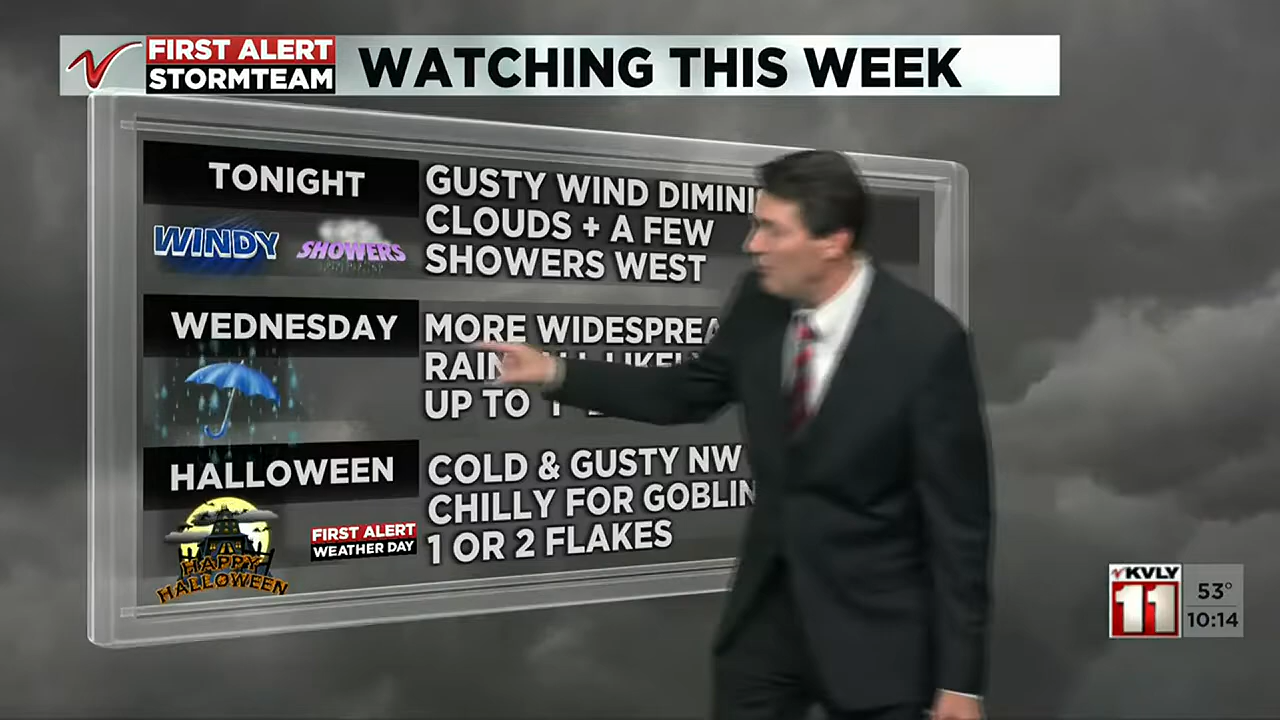 FIRST ALERT
STORMTEAM
WATCHING THIS WEEK
TONIGHT
WINDY
SHOWERS
GUSTY WIND
CLOUDS + A FEW
SHOWERS WEST
WEDNESDAY
MORE
UP TO
HALLOWEEN
HAPPY
HALLOWEEN
FIRST ALERT
WEATHER DAY
COLD & GUSTY NW
CHILLY FOR
1 OR 2 FLAKES
KVLY
11
53°
10:14